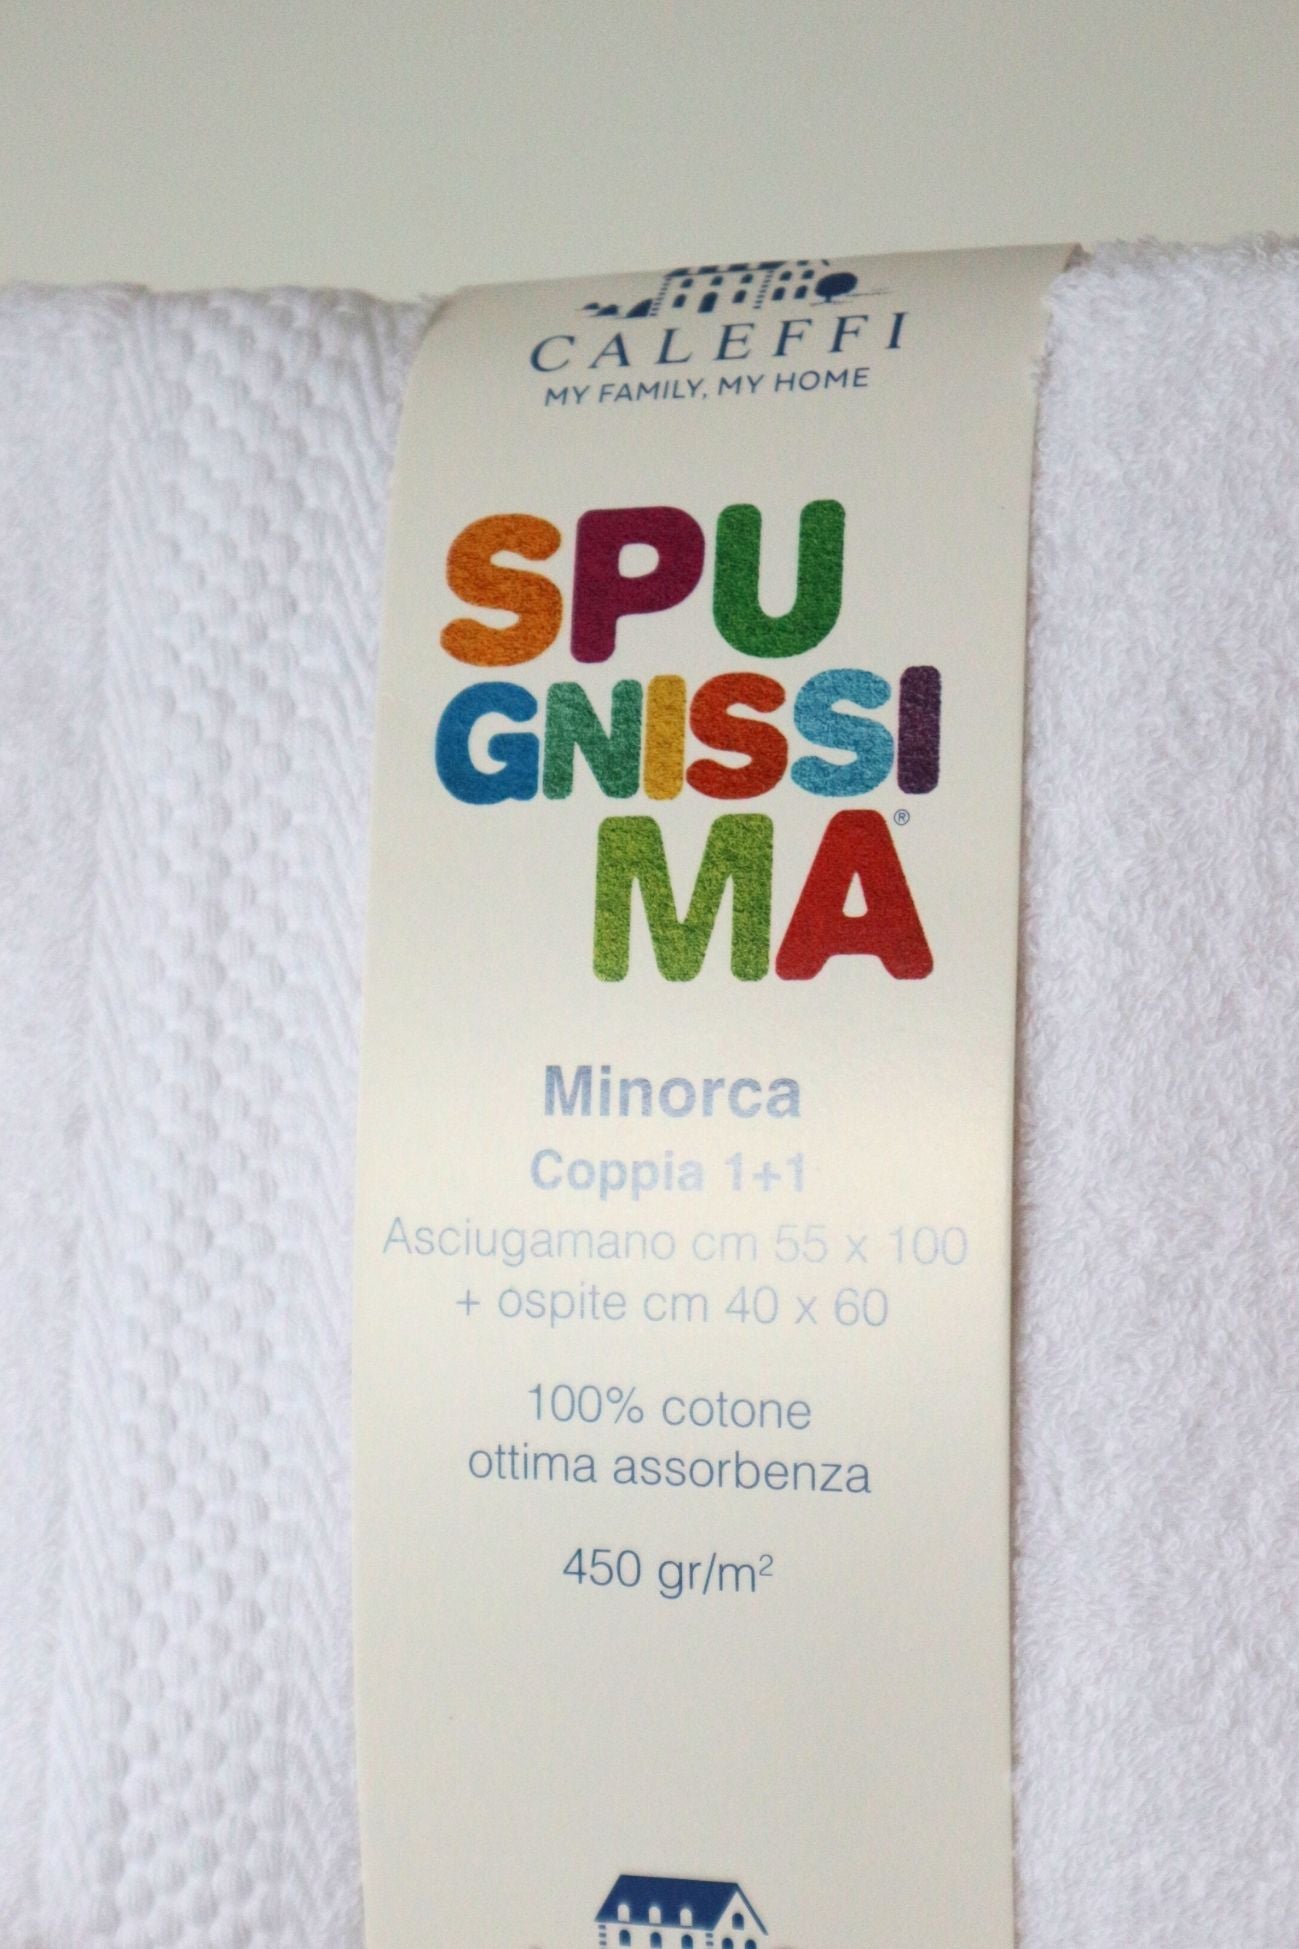 CALEFFI
MY FAMILY, MY HOME
SPU
GNISSI
MA®
Minorca
Coppia 1+1
Asciugamano cm 55 x 100
+ ospite cm 40 x 60
100% cotone
ottima assorbenza
450 gr/m²